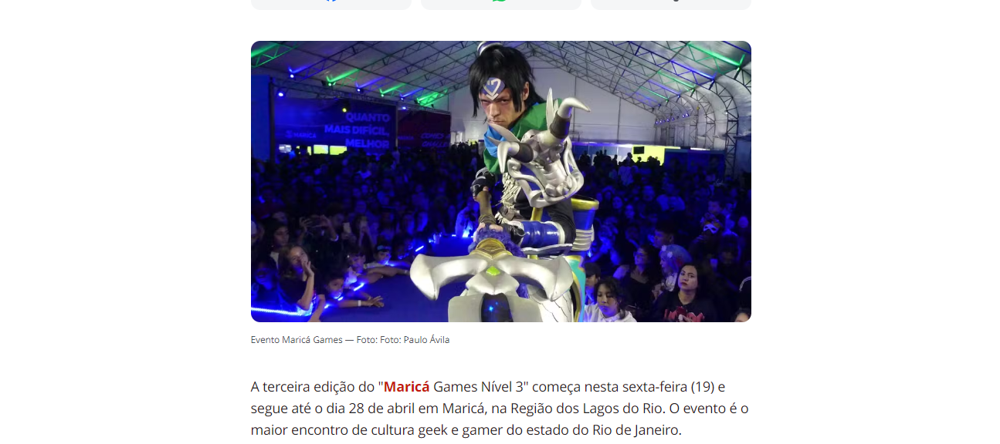 QUANTO
MAIS DIFÍCIL,
MELHOR
MARICÁ
Evento Maricá Games — Foto: Foto: Paulo Ávila
A terceira edição do "Maricá Games Nível 3" começa nesta sexta-feira (19) e
segue até o dia 28 de abril em Maricá, na Região dos Lagos do Rio. O evento é o
maior encontro de cultura geek e gamer do estado do Rio de Janeiro.